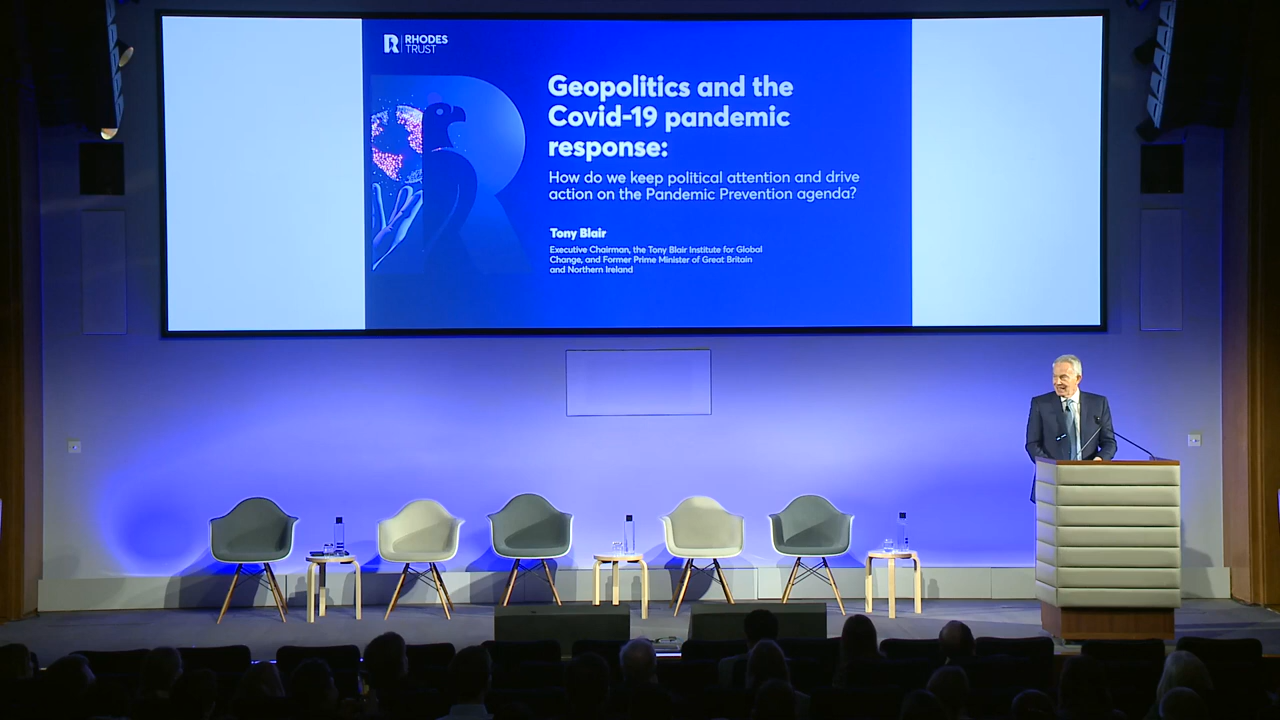 RHODES
TRUST
Geopolitics and the
Covid-19 pandemic
response:
How do we keep political attention and drive
action on the Pandemic Prevention agenda?
Tony Blair
Executive Chairman, the Tony Blair Institute for Global
Change, and Former Prime Minister of Great Britain
and Northern Ireland